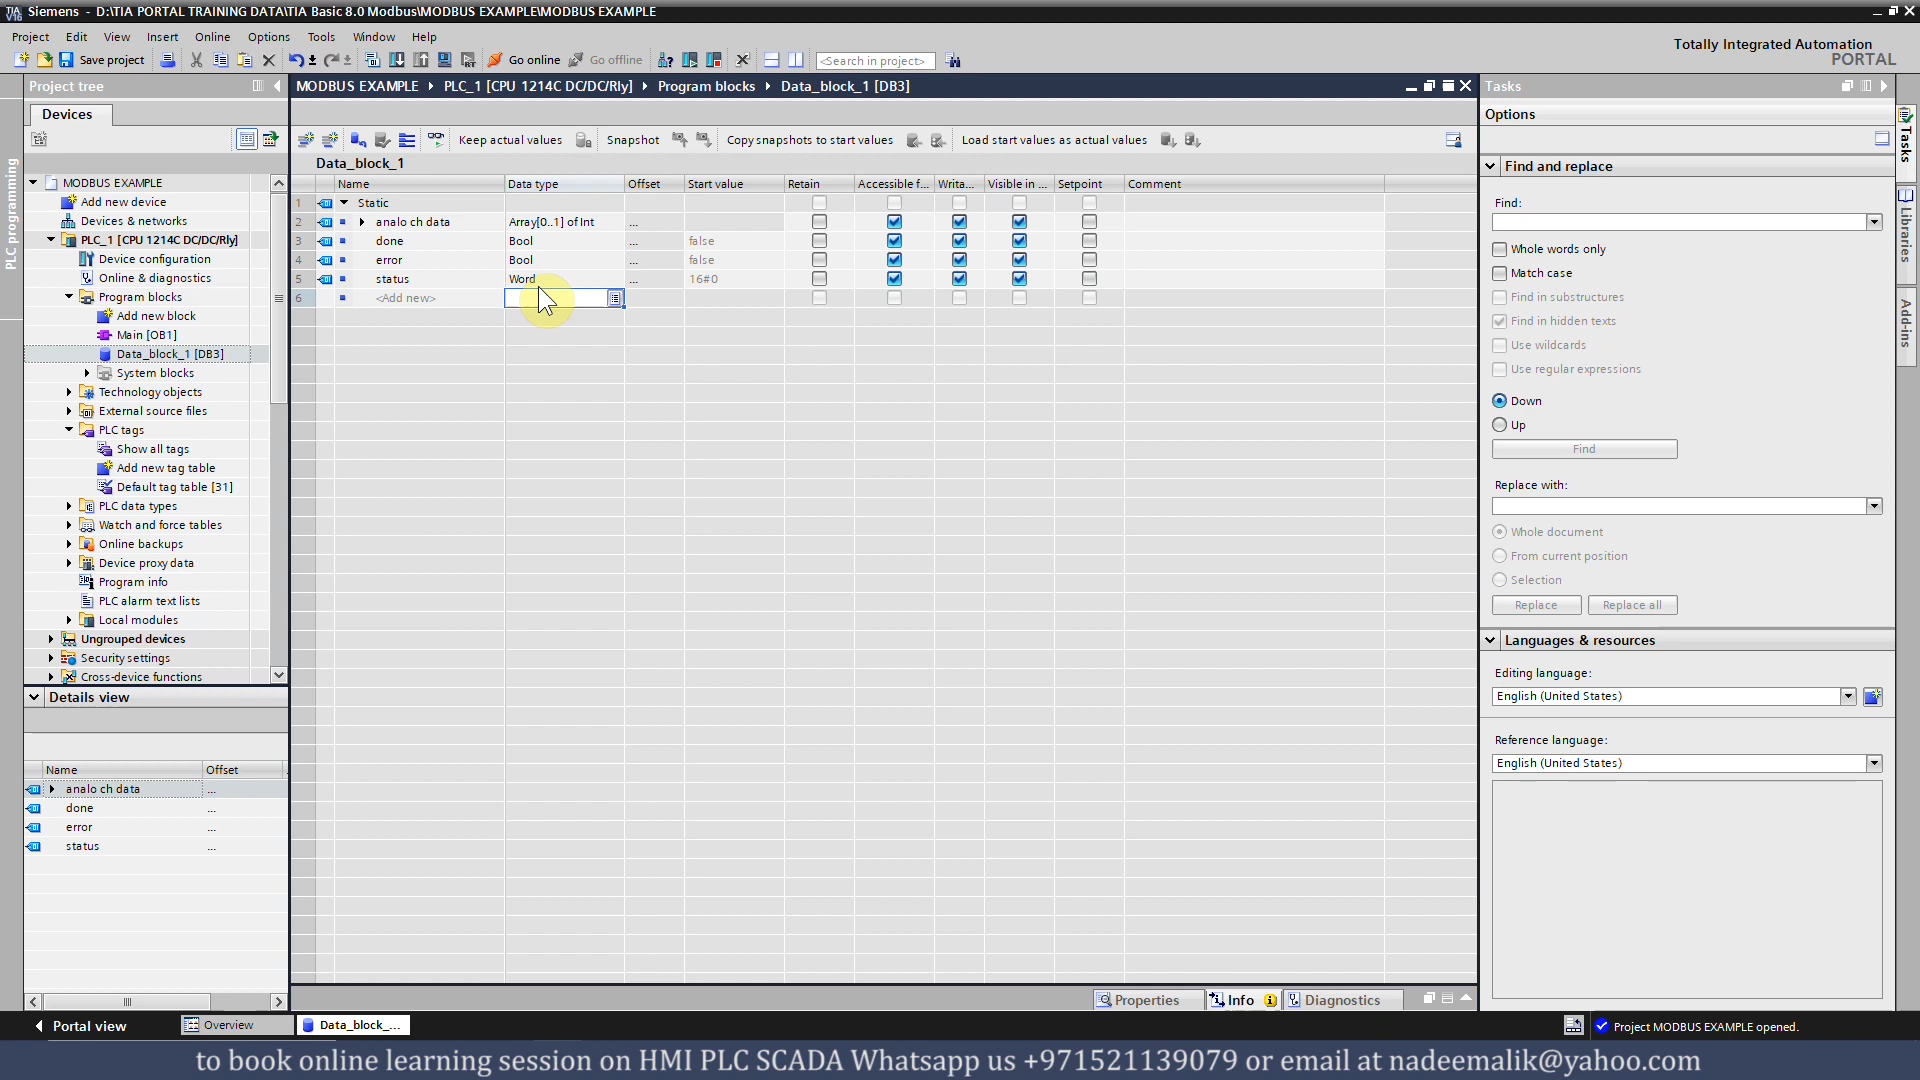 Siemens - D:\TIA PORTAL TRAINING DATA\TIA Basic 8.0 Modbus\MODBUS EXAMPLE\MODBUS EXAMPLE
Project Edit View Insert Online Options Tools Window Help
Save project Go online Go offline <Search in project>
Totally Integrated Automation
PORTAL
Project tree
MODBUS EXAMPLE PLC_1 [CPU 1214C DC/DC/Rly] Program blocks Data_block_1 [DB3]
Tasks
Devices
Options
Keep actual values Snapshot Copy snapshots to start values Load start values as actual values
Data_block_1
Name Data type Offset Start value Retain Accessible f... Writa... Visible in ... Setpoint Comment
1 Static
2 analo ch data Array[0..1] of Int ...
3 done Bool ... false
4 error Bool ... false
5 status Word ... 16#0
6 <Add new>
PLC programming
MODBUS EXAMPLE
Add new device
Devices & networks
PLC_1 [CPU 1214C DC/DC/Rly]
Device configuration
Online & diagnostics
Program blocks
Add new block
Main [OB1]
Data_block_1 [DB3]
System blocks
Technology objects
External source files
PLC tags
Show all tags
Add new tag table
Default tag table [31]
PLC data types
Watch and force tables
Online backups
Device proxy data
Program info
PLC alarm text lists
Local modules
Ungrouped devices
Security settings
Cross-device functions
Details view
Name Offset
analo ch data ...
done ...
error ...
status ...
Find and replace
Find:
Whole words only
Match case
Find in substructures
Find in hidden texts
Use wildcards
Use regular expressions
Down
Up
Find
Replace with:
Whole document
From current position
Selection
Replace Replace all
Languages & resources
Editing language:
English (United States)
Reference language:
English (United States)
Tasks
Libraries
Add-ins
Properties Info Diagnostics
Portal view Overview Data_block_... Project MODBUS EXAMPLE opened.
to book online learning session on HMI PLC SCADA Whatsapp us +971521139079 or email at nadeemalik@yahoo.com